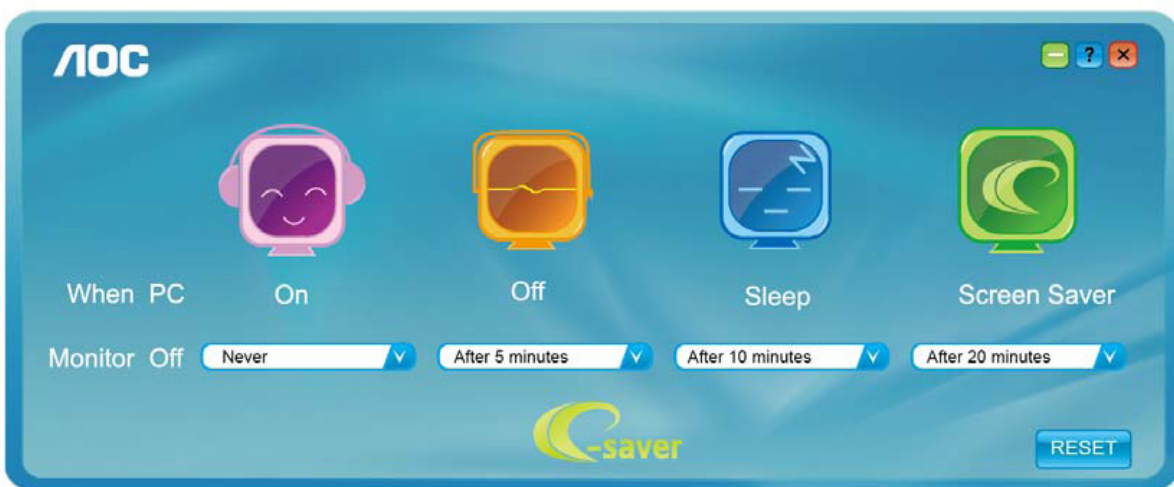 AOC
?
When PC On Off Sleep Screen Saver
Monitor Off Never After 5 minutes After 10 minutes After 20 minutes
e-saver
RESET